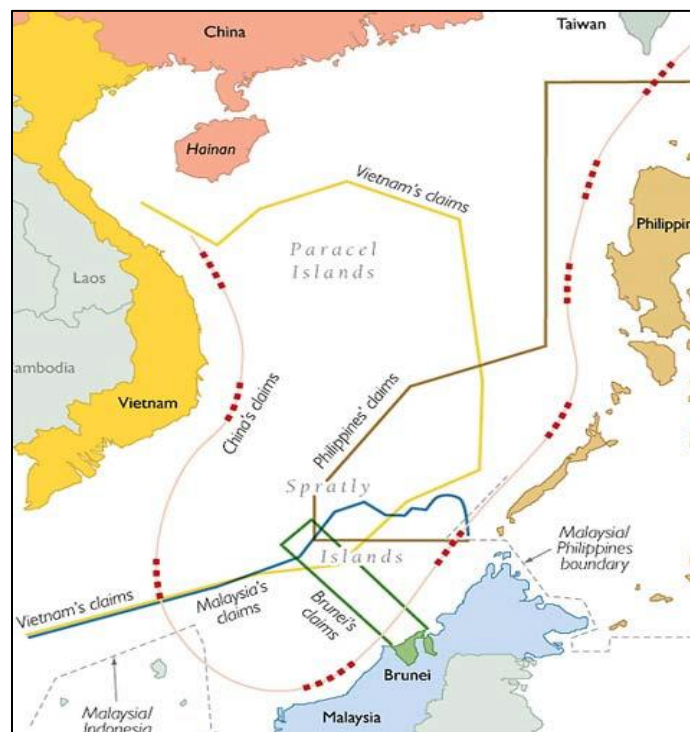 China
Taiwan
Hainan
Vietnam's claims
Paracel
Islands
Philippin
Laos
Cambodia
Vietnam
China's claims
Philippines' claims
Spratly
Islands
Malaysia/
Philippines
boundary
Vietnam's claims
Malaysia's
claims
Brunei's
claims
Brunei
Malaysia/
Indonesia
Malaysia